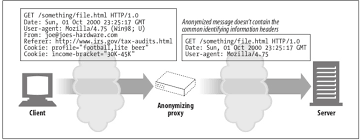 GET /something/file.html HTTP/1.0
Date: Sun, 01 Oct 2000 23:25:17 GMT
User-agent: Mozilla/4.75 (Win98; U)
From: joe@joes-hardware.com
Referer: http://www.irs.gov/tax-audits.html
Cookie: profile="football,lite beer"
Cookie: income-bracket="30K-45K"
Anonymized message doesn't contain the
common identifying information headers
GET /something/file.html HTTP/1.0
Date: Sun, 01 Oct 2000 23:25:17 GMT
User-agent: Mozilla/4.75
Client
Anonymizing
proxy
Server